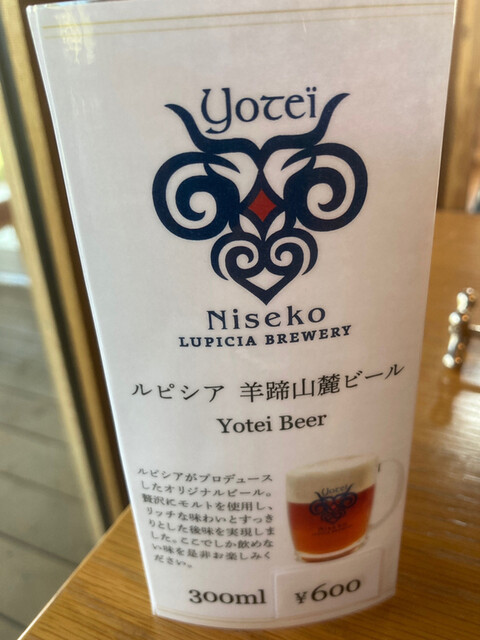 yoteï
Niseko
LUPICIA BREWERY
ルピシア 羊蹄山麓ビール
Yotei Beer
ルピシアがプロデュース
したオリジナルビール。
贅沢にモルトを使用し、
リッチな味わいとすっき
りとした後味を実現しま
した。ここでしか飲めな
い味を是非お楽しみく
ださい。
yoteï
Niseko
300ml ¥600